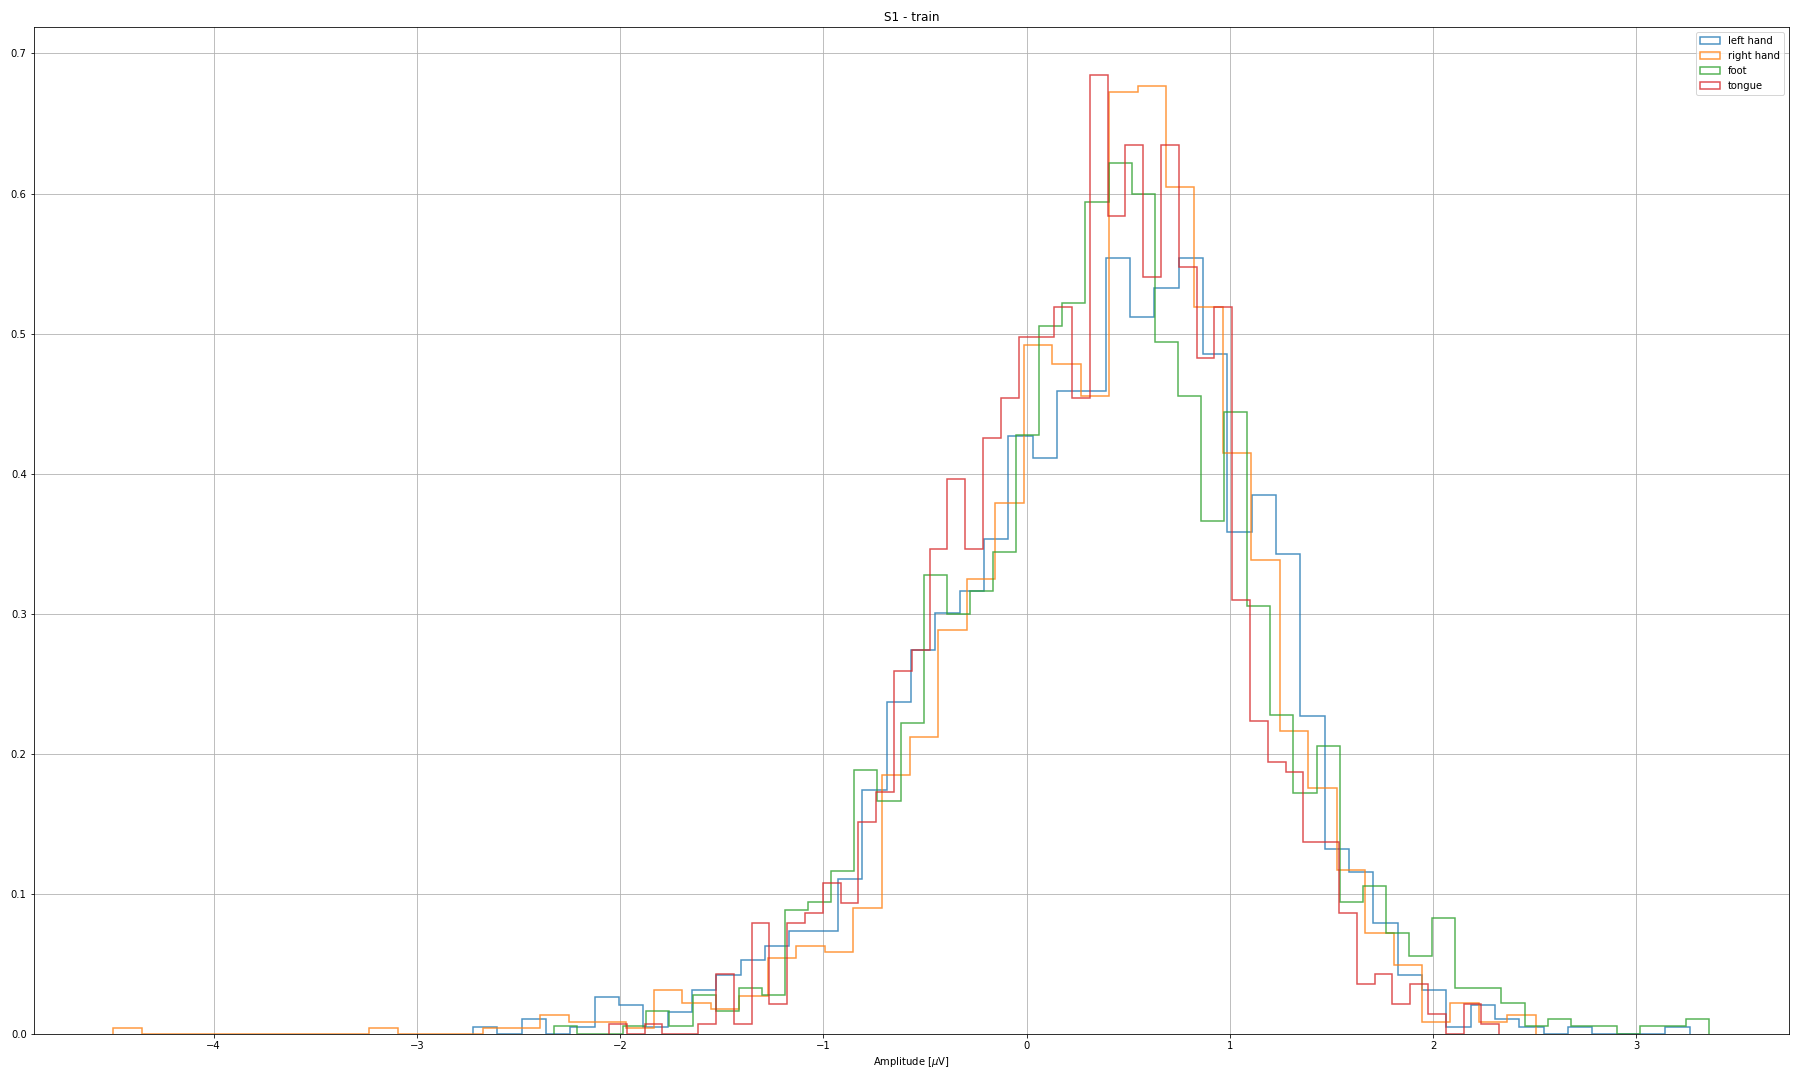 S1 - train
left hand
right hand
foot
tongue
0.7
0.6
0.5
0.4
0.3
0.2
0.1
0.0
−4 −3 −2 −1 0 1 2 3
Amplitude [μV]